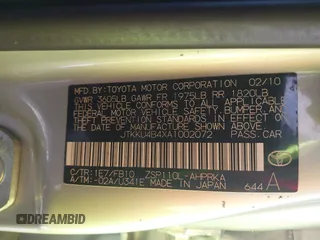 MFD. BY: TOYOTA MOTOR CORPORATION 02/10
GVWR 3605LB GAWR FR 1975LB RR 1820LB
THIS VEHICLE CONFORMS TO ALL APPLICABLE
FEDERAL MOTOR VEHICLE SAFETY, BUMPER, AND
THEFT PREVENTION STANDARDS IN EFFECT ON
THE DATE OF MANUFACTURE SHOWN ABOVE.
JTKKU4B4XA1002072 PASS.CAR
C/TR: 1E7/FB10 ZSP110L-AHPRKA
A/TM: -02A/U341E MADE IN JAPAN 644 A
DREAMBID